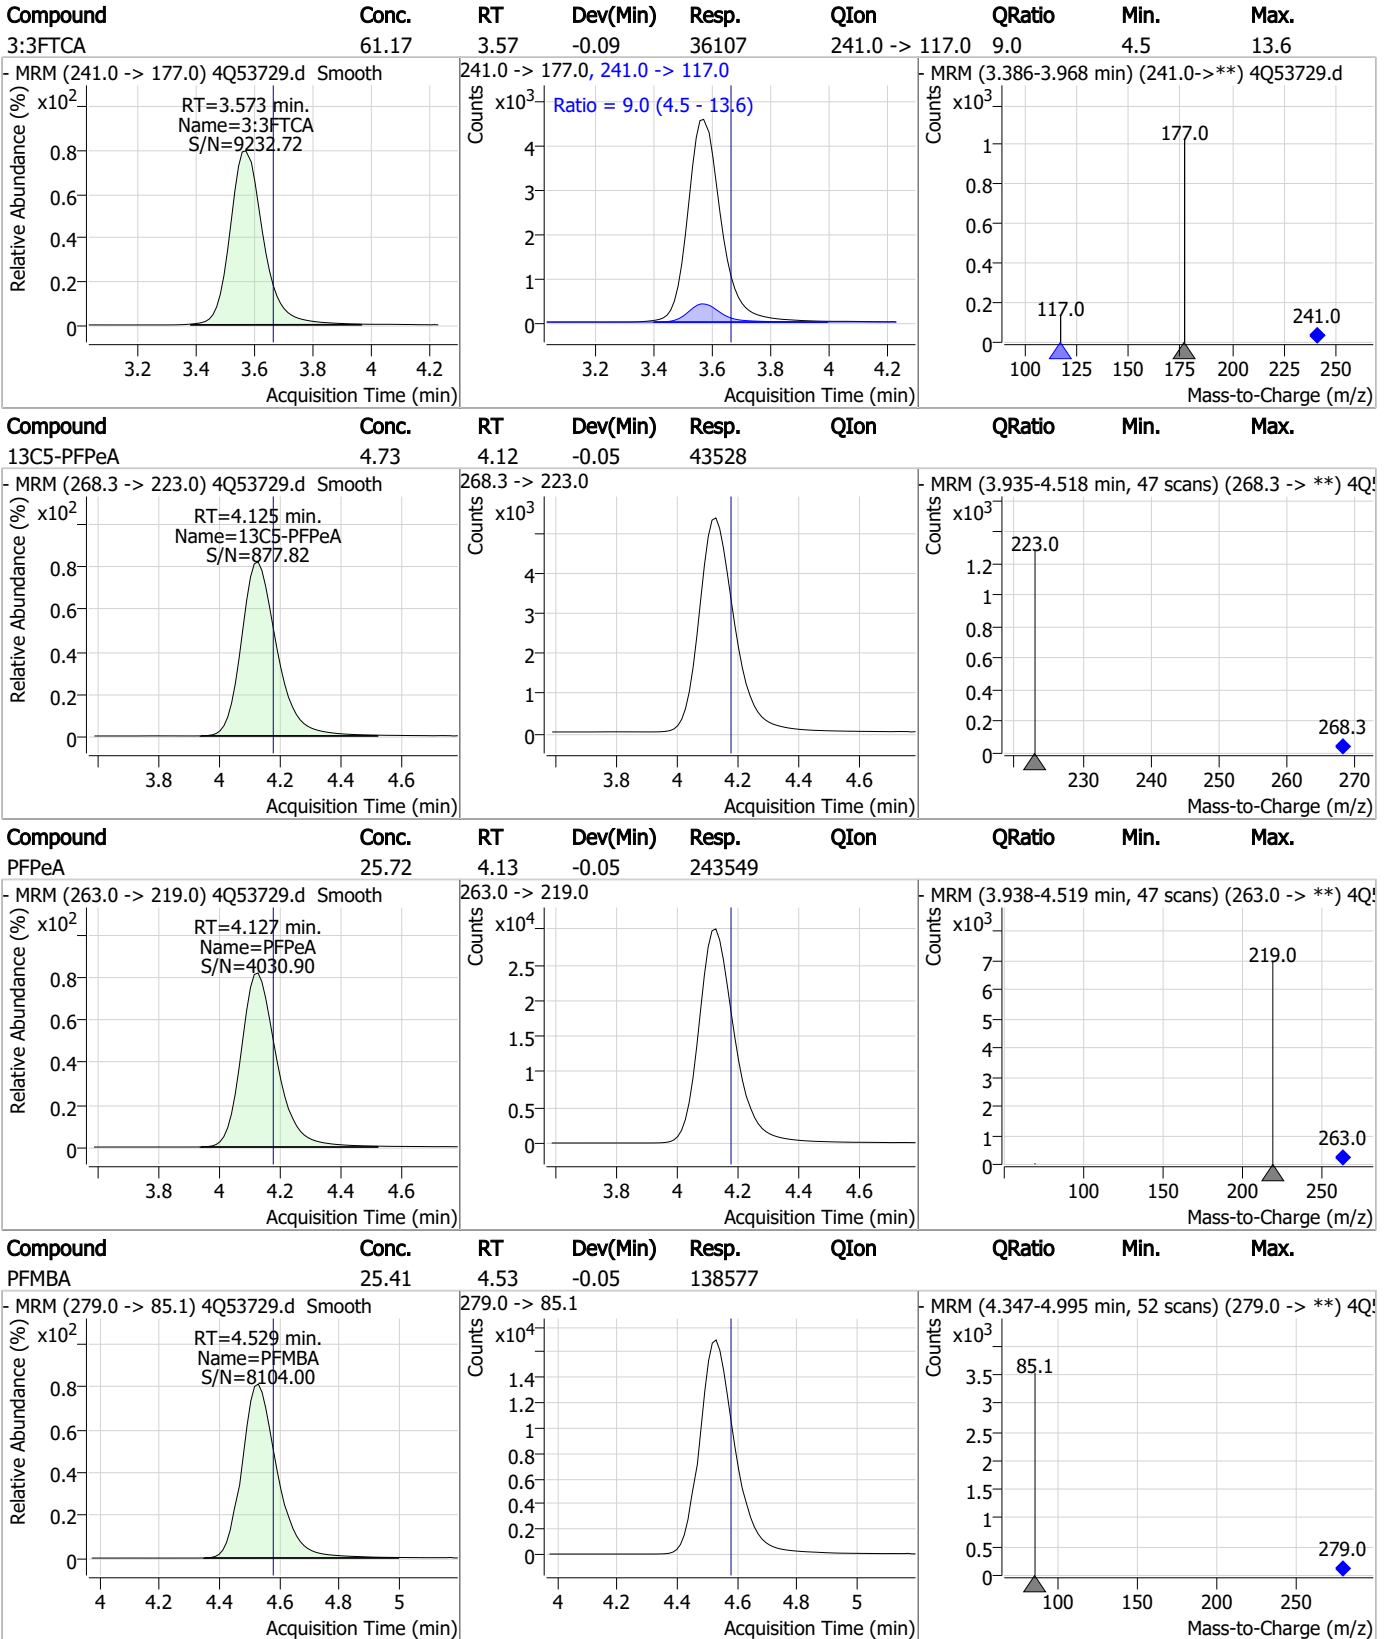 Compound Conc. RT Dev(Min) Resp. QIon QRatio Min. Max.
3:3FTCA 61.17 3.57 -0.09 36107 241.0 -> 117.0 9.0 4.5 13.6
- MRM (241.0 -> 177.0) 4Q53729.d Smooth
Relative Abundance (%)
x10²
RT=3.573 min.
Name=3:3FTCA
S/N=9232.72
0.8
0.6
0.4
0.2
0
3.2 3.4 3.6 3.8 4 4.2
Acquisition Time (min)
241.0 -> 177.0, 241.0 -> 117.0
Counts
x10³
Ratio = 9.0 (4.5 - 13.6)
4
3
2
1
0
3.2 3.4 3.6 3.8 4 4.2
Acquisition Time (min)
- MRM (3.386-3.968 min) (241.0->**) 4Q53729.d
Counts
x10³
177.0
117.0
241.0
1
0.8
0.6
0.4
0.2
0
100 125 150 175 200 225 250
Mass-to-Charge (m/z)
Compound Conc. RT Dev(Min) Resp. QIon QRatio Min. Max.
13C5-PFPeA 4.73 4.12 -0.05 43528
- MRM (268.3 -> 223.0) 4Q53729.d Smooth
Relative Abundance (%)
x10²
RT=4.125 min.
Name=13C5-PFPeA
S/N=877.82
0.8
0.6
0.4
0.2
0
3.8 4 4.2 4.4 4.6
Acquisition Time (min)
268.3 -> 223.0
Counts
x10³
4
3
2
1
0
3.8 4 4.2 4.4 4.6
Acquisition Time (min)
- MRM (3.935-4.518 min, 47 scans) (268.3 -> **) 4Q5
Counts
x10³
223.0
268.3
1.2
1
0.8
0.6
0.4
0.2
0
230 240 250 260 270
Mass-to-Charge (m/z)
Compound Conc. RT Dev(Min) Resp. QIon QRatio Min. Max.
PFPeA 25.72 4.13 -0.05 243549
- MRM (263.0 -> 219.0) 4Q53729.d Smooth
Relative Abundance (%)
x10²
RT=4.127 min.
Name=PFPeA
S/N=4030.90
0.8
0.6
0.4
0.2
0
3.8 4 4.2 4.4 4.6
Acquisition Time (min)
263.0 -> 219.0
Counts
x10⁴
2.5
2
1.5
1
0.5
0
3.8 4 4.2 4.4 4.6
Acquisition Time (min)
- MRM (3.938-4.519 min, 47 scans) (263.0 -> **) 4Q5
Counts
x10³
219.0
263.0
7
6
5
4
3
2
1
0
100 150 200 250
Mass-to-Charge (m/z)
Compound Conc. RT Dev(Min) Resp. QIon QRatio Min. Max.
PFMBA 25.41 4.53 -0.05 138577
- MRM (279.0 -> 85.1) 4Q53729.d Smooth
Relative Abundance (%)
x10²
RT=4.529 min.
Name=PFMBA
S/N=8104.00
0.8
0.6
0.4
0.2
0
4 4.2 4.4 4.6 4.8 5
Acquisition Time (min)
279.0 -> 85.1
Counts
x10⁴
1.4
1.2
1
0.8
0.6
0.4
0.2
0
4 4.2 4.4 4.6 4.8 5
Acquisition Time (min)
- MRM (4.347-4.995 min, 52 scans) (279.0 -> **) 4Q5
Counts
x10³
85.1
279.0
3.5
3
2.5
2
1.5
1
0.5
0
100 150 200 250
Mass-to-Charge (m/z)